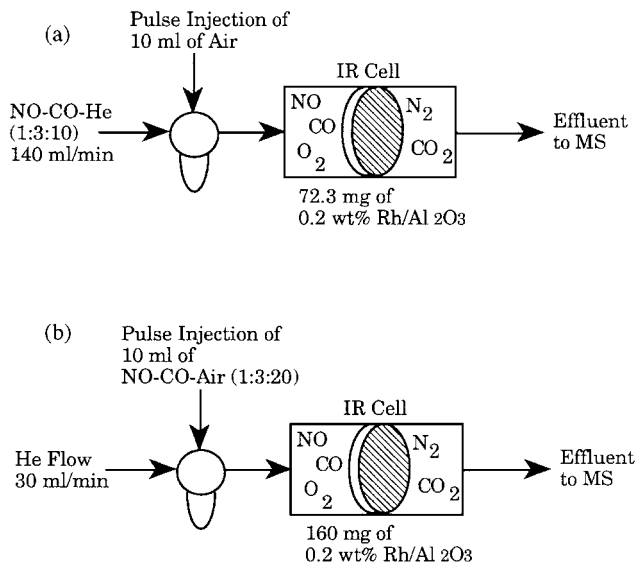 (a)
Pulse Injection of
10 ml of Air
NO-CO-He
(1:3:10)
140 ml/min
IR Cell
NO
CO
O2
N2
CO2
Effluent
to MS
72.3 mg of
0.2 wt% Rh/Al 2O3
(b)
Pulse Injection of
10 ml of
NO-CO-Air (1:3:20)
He Flow
30 ml/min
IR Cell
NO
CO
O2
N2
CO2
Effluent
to MS
160 mg of
0.2 wt% Rh/Al2O3